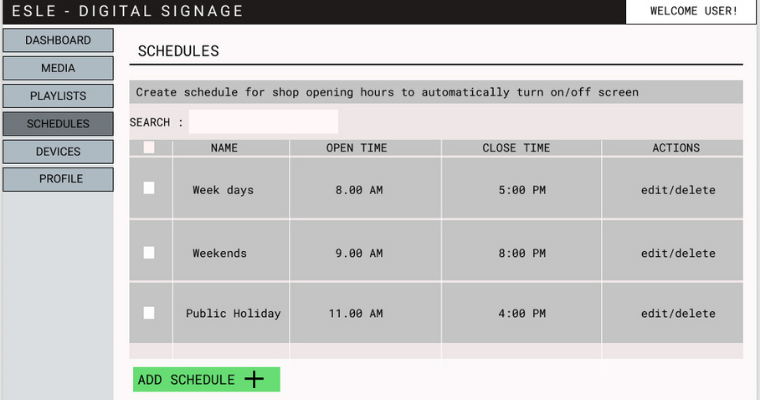 ESLE - DIGITAL SIGNAGE
WELCOME USER!
DASHBOARD
MEDIA
PLAYLISTS
SCHEDULES
DEVICES
PROFILE
SCHEDULES
Create schedule for shop opening hours to automatically turn on/off screen
SEARCH :
NAME OPEN TIME CLOSE TIME ACTIONS
Week days 8.00 AM 5:00 PM edit/delete
Weekends 9.00 AM 8:00 PM edit/delete
Public Holiday 11.00 AM 4:00 PM edit/delete
ADD SCHEDULE +